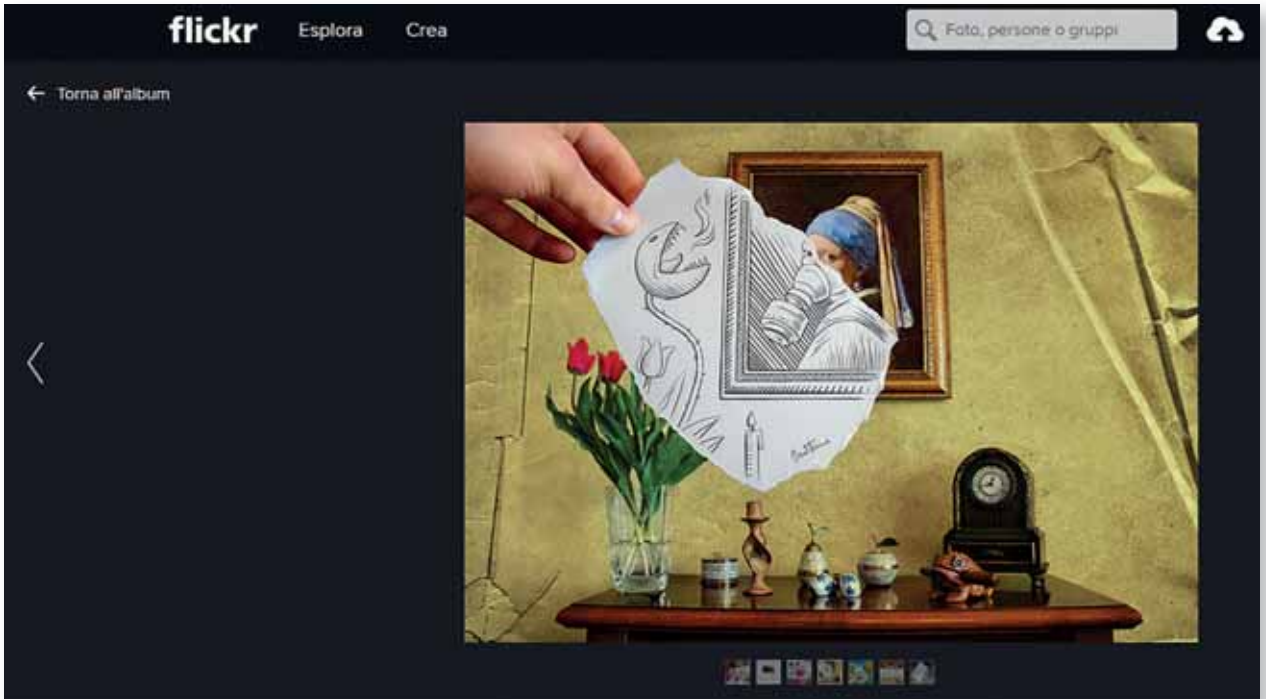 flickr Esplora Crea
Foto, persone o gruppi
← Torna all'album